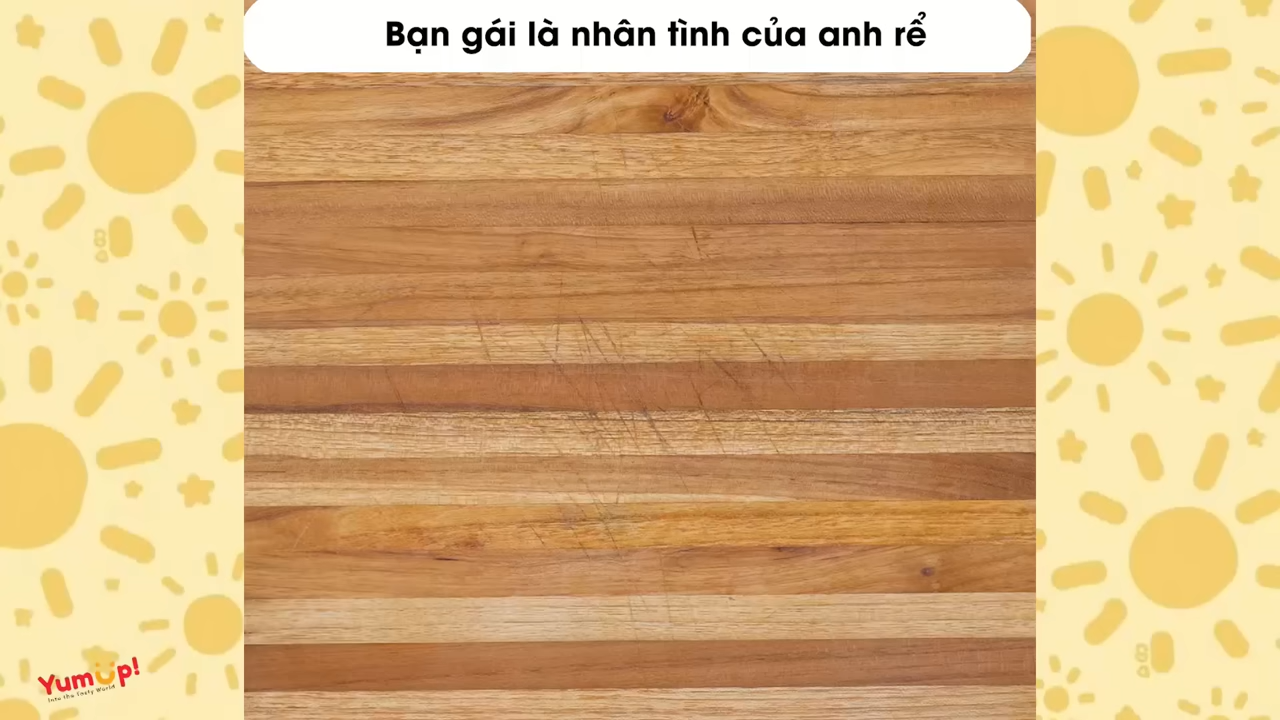 Bạn gái là nhân tình của anh rể
YumUp!
Into the Tasty World